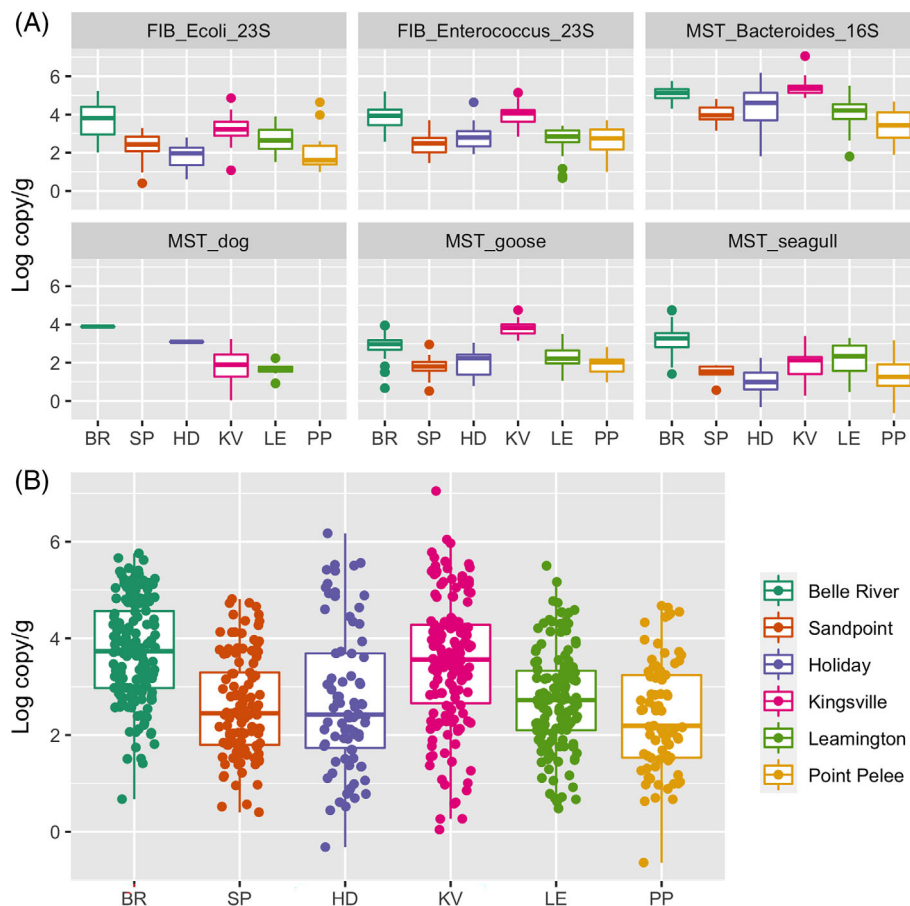 (A)
FIB_Ecoli_23S FIB_Enterococcus_23S MST_Bacteroides_16S
6
4
2
0
Log copy/g
MST_dog MST_goose MST_seagull
6
4
2
0
BR SP HD KV LE PP BR SP HD KV LE PP BR SP HD KV LE PP
(B)
6
4
2
0
Log copy/g
BR SP HD KV LE PP
Belle River
Sandpoint
Holiday
Kingsville
Leamington
Point Pelee